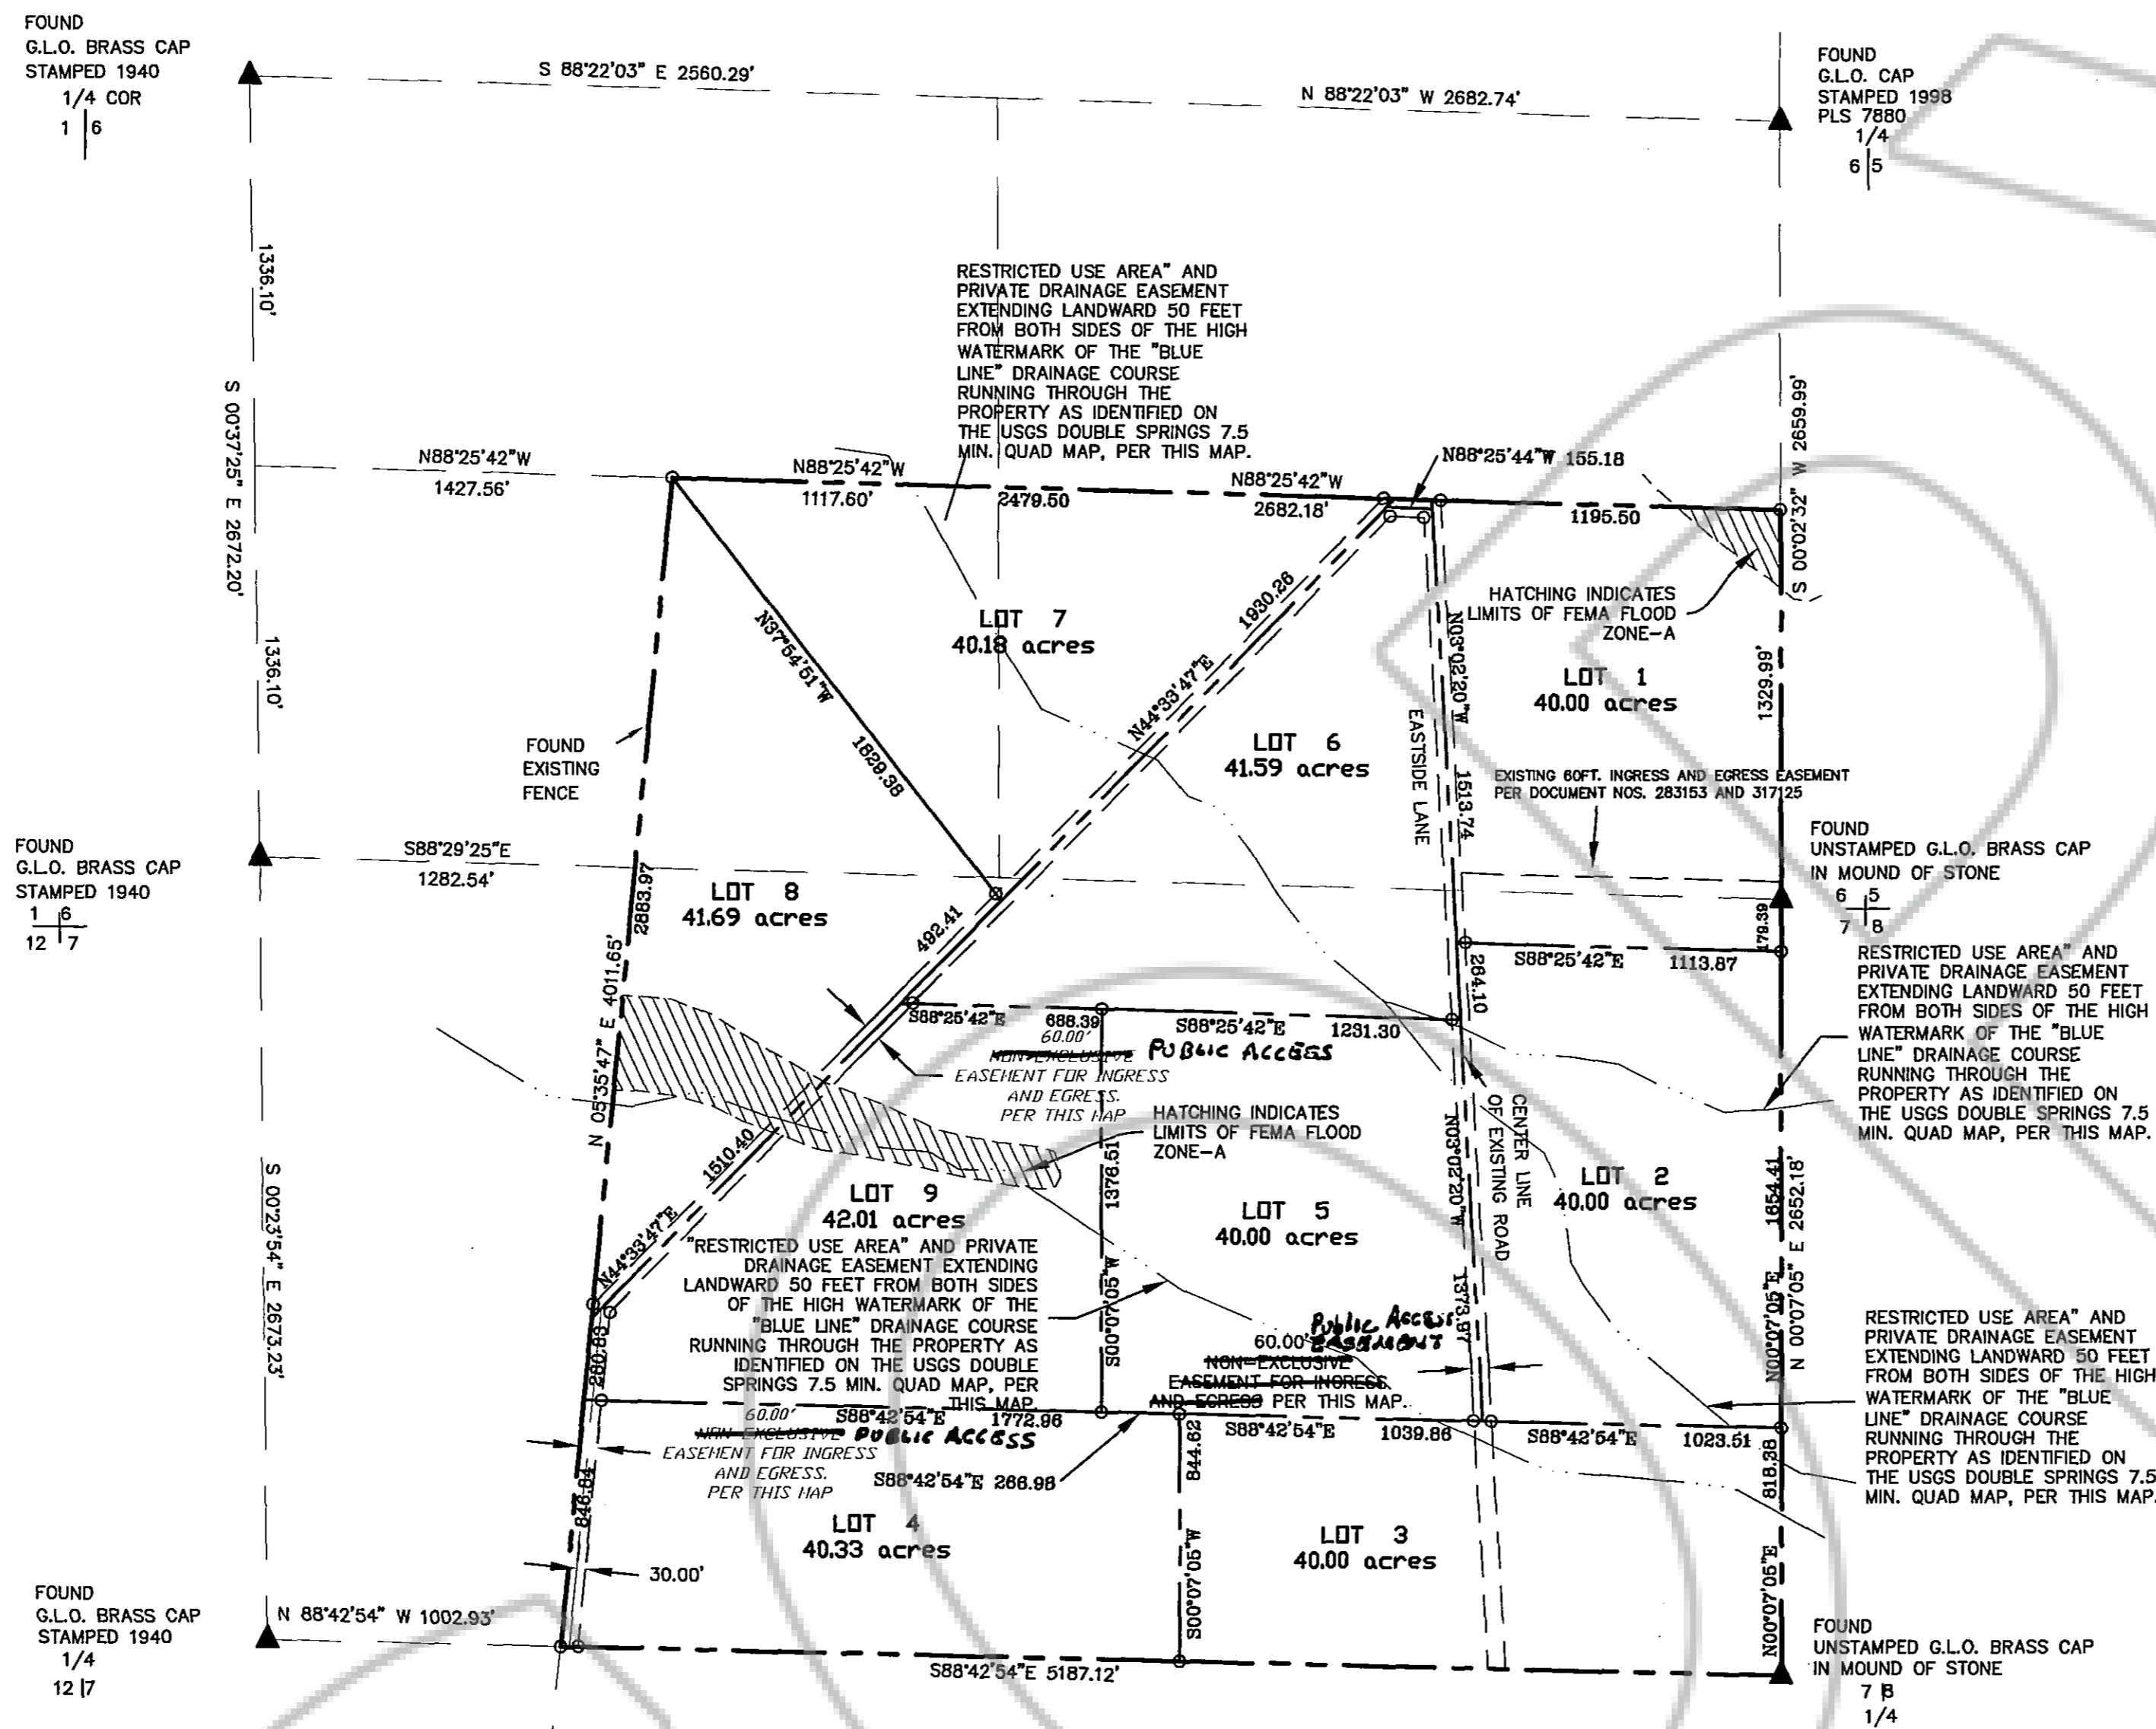 FOUND
G.L.O. BRASS CAP
STAMPED 1940
1/4 COR
1 | 6
S 88°22'03" E 2560.29'
N 88°22'03" W 2682.74'
FOUND
G.L.O. CAP
STAMPED 1998
PLS 7880
1/4
6 | 5
1336.10'
S 00°37'25" E 2672.20'
1336.10'
RESTRICTED USE AREA" AND
PRIVATE DRAINAGE EASEMENT
EXTENDING LANDWARD 50 FEET
FROM BOTH SIDES OF THE HIGH
WATERMARK OF THE "BLUE
LINE" DRAINAGE COURSE
RUNNING THROUGH THE
PROPERTY AS IDENTIFIED ON
THE USGS DOUBLE SPRINGS 7.5
MIN. QUAD MAP, PER THIS MAP.
N88°25'42"W
1427.56'
N88°25'42"W
1117.60'
2479.50
N88°25'42"W
2682.18'
N88°25'44"W 155.18
1195.50
S 00°02'32" W 2659.99'
HATCHING INDICATES
LIMITS OF FEMA FLOOD
ZONE-A
LOT 7
40.18 acres
N37°54'51"W
1829.38
1930.26
N44°33'47"E
N03°02'20"W
1513.74
EASTSIDE LANE
LOT 1
40.00 acres
1329.99'
LOT 6
41.59 acres
EXISTING 60FT. INGRESS AND EGRESS EASEMENT
PER DOCUMENT NOS. 283153 AND 317125
FOUND
EXISTING
FENCE
FOUND
G.L.O. BRASS CAP
STAMPED 1940
1 | 6
12 | 7
S88°29'25"E
1282.54'
2883.97
N 05°35'47" E 4011.65'
LOT 8
41.69 acres
492.41
FOUND
UNSTAMPED G.L.O. BRASS CAP
IN MOUND OF STONE
6 | 5
7 | 8
179.39
S88°25'42"E 1113.87
264.10
RESTRICTED USE AREA" AND
PRIVATE DRAINAGE EASEMENT
EXTENDING LANDWARD 50 FEET
FROM BOTH SIDES OF THE HIGH
WATERMARK OF THE "BLUE
LINE" DRAINAGE COURSE
RUNNING THROUGH THE
PROPERTY AS IDENTIFIED ON
THE USGS DOUBLE SPRINGS 7.5
MIN. QUAD MAP, PER THIS MAP.
S88°25'42"E 688.39
S88°25'42"E 1231.30
60.00'
NON-EXCLUSIVE PUBLIC ACCESS
EASEMENT FOR INGRESS
AND EGRESS.
PER THIS MAP
HATCHING INDICATES
LIMITS OF FEMA FLOOD
ZONE-A
1510.40
N44°33'47"E
1376.51
S00°07'05"W
N03°02'20"W
1373.97
CENTER LINE
OF EXISTING ROAD
LOT 2
40.00 acres
1654.41
N00°07'05"E
N 00°07'05" E 2652.18'
LOT 9
42.01 acres
LOT 5
40.00 acres
"RESTRICTED USE AREA" AND PRIVATE
DRAINAGE EASEMENT EXTENDING
LANDWARD 50 FEET FROM BOTH SIDES
OF THE HIGH WATERMARK OF THE
"BLUE LINE" DRAINAGE COURSE
RUNNING THROUGH THE PROPERTY AS
IDENTIFIED ON THE USGS DOUBLE
SPRINGS 7.5 MIN. QUAD MAP, PER
THIS MAP.
S 00°23'54" E 2673.23'
280.83
Public Access
60.00' EASEMENT
NON-EXCLUSIVE
EASEMENT FOR INGRESS
AND EGRESS PER THIS MAP.
RESTRICTED USE AREA" AND
PRIVATE DRAINAGE EASEMENT
EXTENDING LANDWARD 50 FEET
FROM BOTH SIDES OF THE HIGH
WATERMARK OF THE "BLUE
LINE" DRAINAGE COURSE
RUNNING THROUGH THE
PROPERTY AS IDENTIFIED ON
THE USGS DOUBLE SPRINGS 7.5
MIN. QUAD MAP, PER THIS MAP.
S88°42'54"E 1772.96
60.00'
NON-EXCLUSIVE PUBLIC ACCESS
EASEMENT FOR INGRESS
AND EGRESS.
PER THIS MAP
S88°42'54"E 266.98
844.62
S00°07'05"W
S88°42'54"E 1039.86
S88°42'54"E 1023.51
818.38
N00°07'05"E
846.84
30.00'
LOT 4
40.33 acres
LOT 3
40.00 acres
FOUND
G.L.O. BRASS CAP
STAMPED 1940
1/4
12 | 7
N 88°42'54" W 1002.93'
S88°42'54"E 5187.12'
FOUND
UNSTAMPED G.L.O. BRASS CAP
IN MOUND OF STONE
7 | 8
1/4